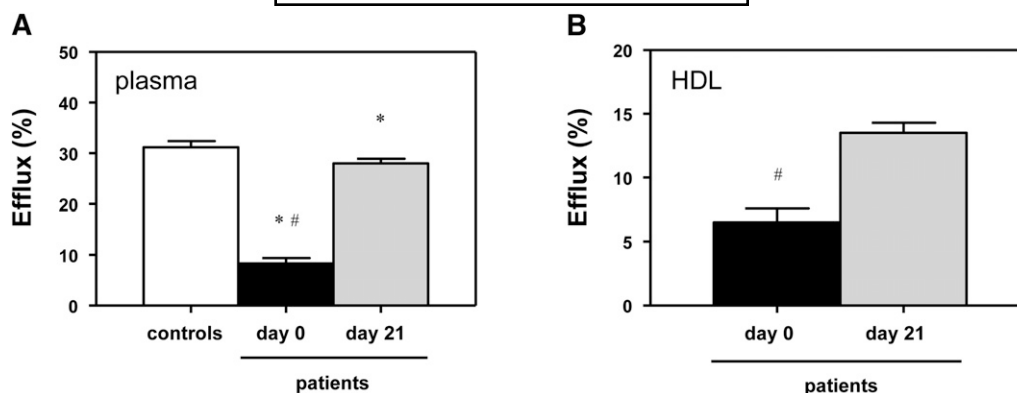 A
50
40
30
20
10
0
Efflux (%)
plasma
*
* #
controls day 0 day 21
patients
B
20
15
10
5
0
Efflux (%)
HDL
#
day 0 day 21
patients